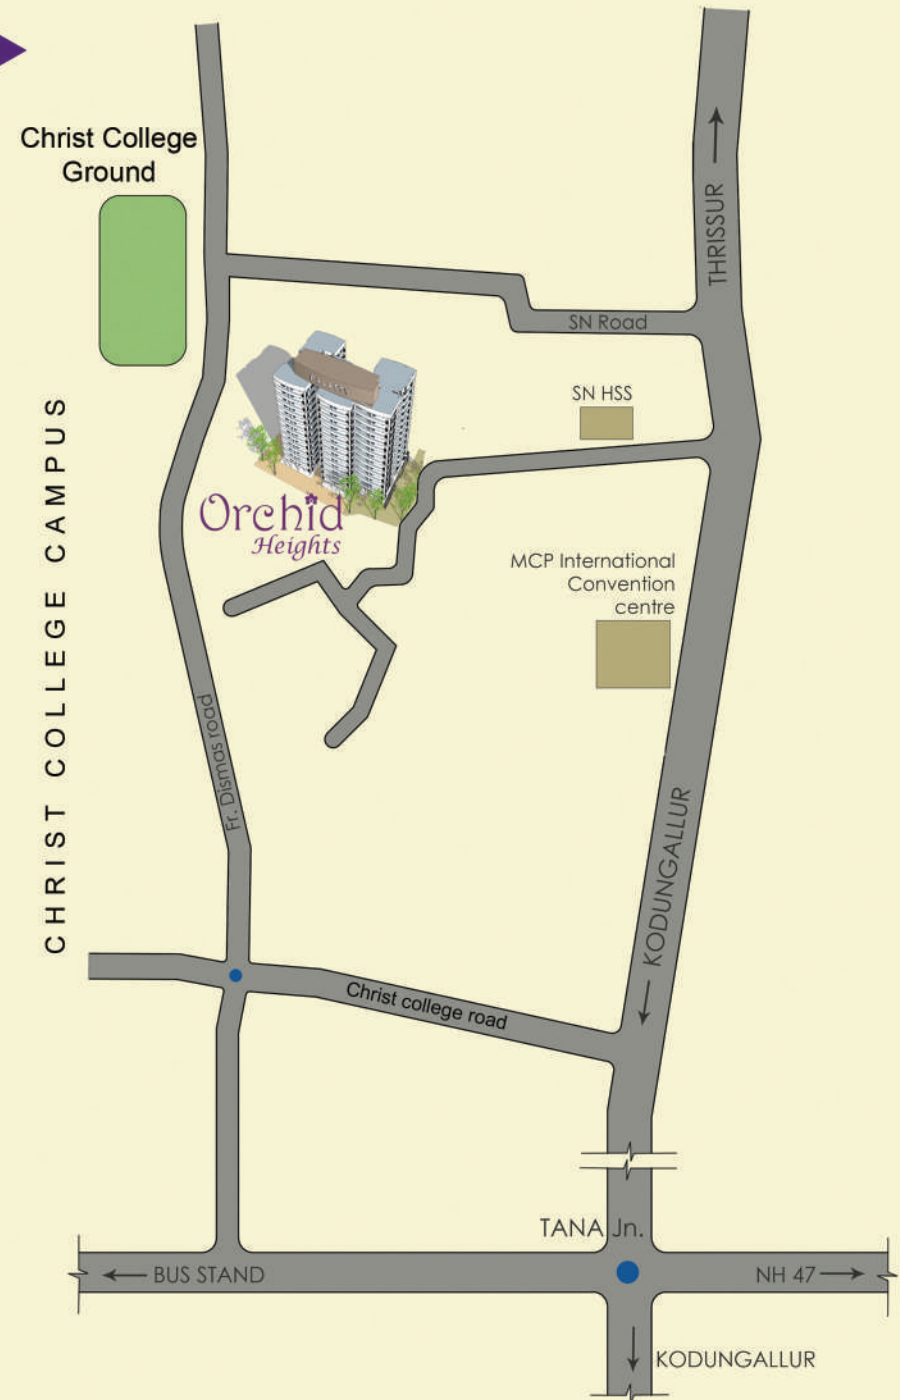 Christ College
Ground
THRISSUR
SN Road
SN HSS
Orchid
Heights
MCP International
Convention
centre
CHRIST COLLEGE CAMPUS
Fr. Dismas road
KODUNGALLUR
Christ college road
TANA Jn.
BUS STAND
NH 47
KODUNGALLUR